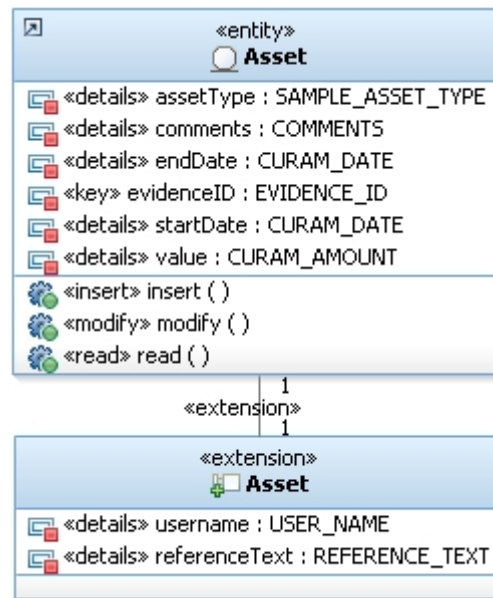 «entity»
Asset
«details» assetType : SAMPLE_ASSET_TYPE
«details» comments : COMMENTS
«details» endDate : CURAM_DATE
«key» evidenceID : EVIDENCE_ID
«details» startDate : CURAM_DATE
«details» value : CURAM_AMOUNT
«insert» insert ( )
«modify» modify ( )
«read» read ( )
1
«extension»
1
«extension»
Asset
«details» username : USER_NAME
«details» referenceText : REFERENCE_TEXT